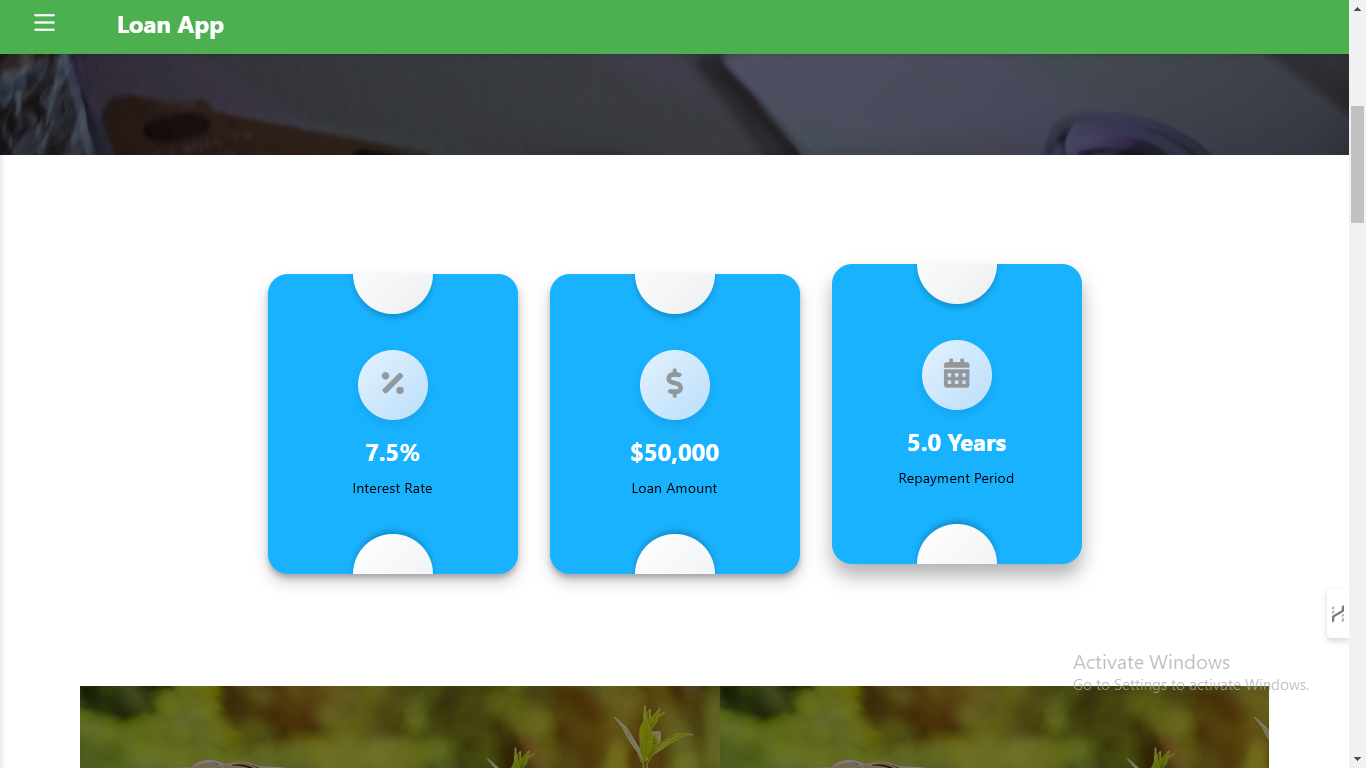 Loan App
7.5%
Interest Rate
$50,000
Loan Amount
5.0 Years
Repayment Period
Activate Windows
Go to Settings to activate Windows.